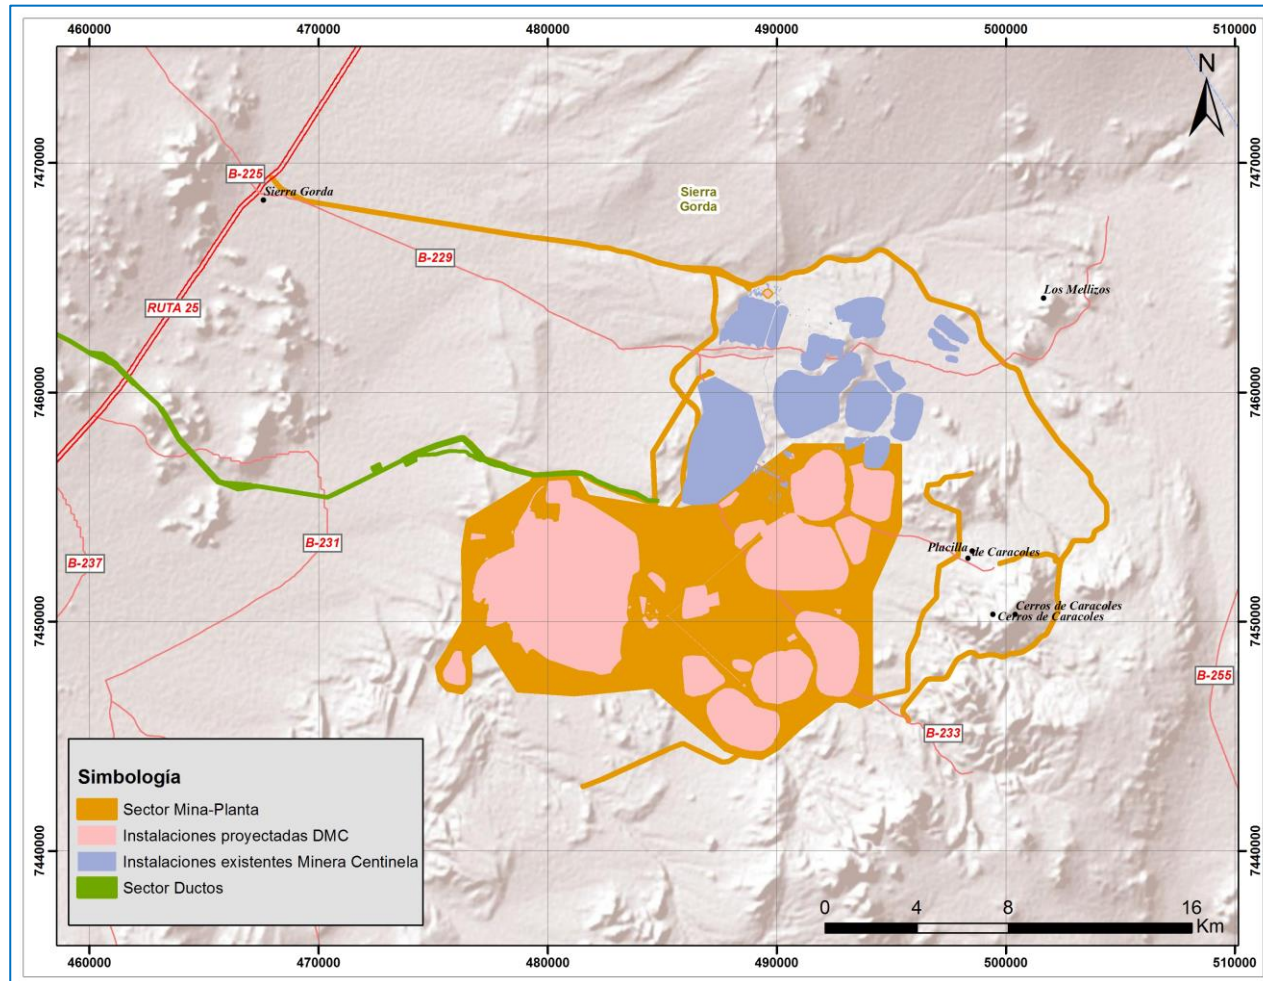 460000 470000 480000 490000 500000 510000
N
7470000 7470000
B-225
Sierra Gorda
Sierra
Gorda
B-229
Los Mellizos
RUTA 25
7460000 7460000
B-231
Placilla de Caracoles
B-237
7450000 7450000
Cerros de Caracoles
Cerros de Caracoles
B-255
B-233
Simbología
Sector Mina-Planta
Instalaciones proyectadas DMC
Instalaciones existentes Minera Centinela
Sector Ductos
7440000 7440000
0 4 8 16
Km
460000 470000 480000 490000 500000 510000